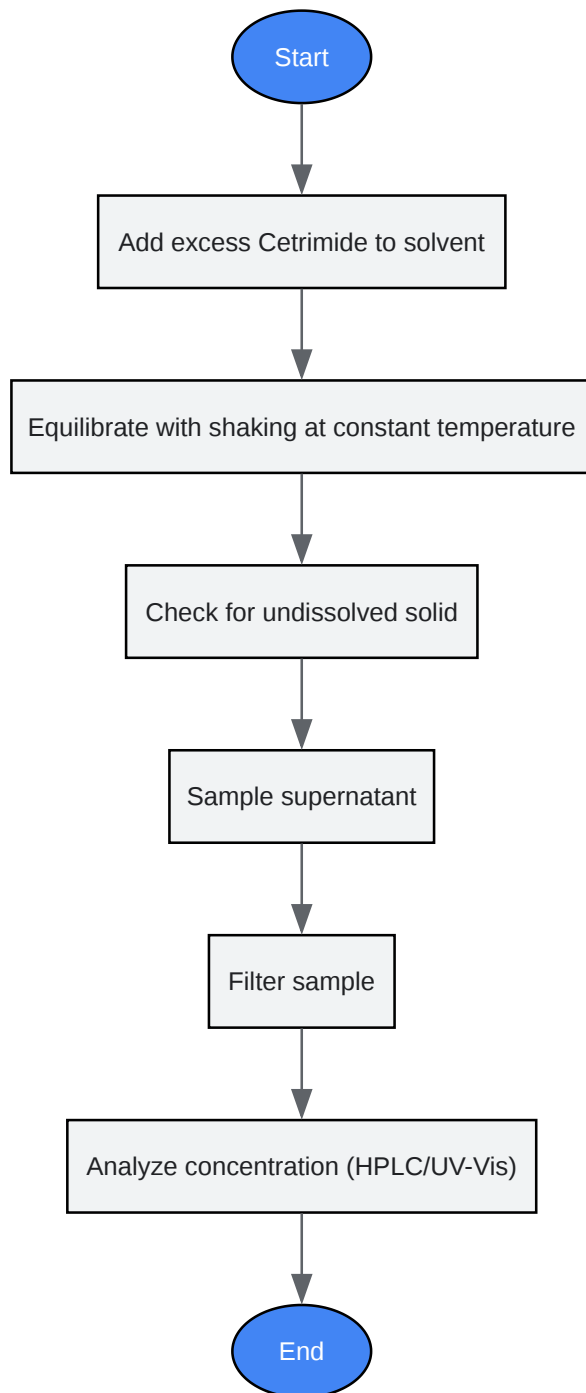 Start
Add excess Cetrimide to solvent
Equilibrate with shaking at constant temperature
Check for undissolved solid
Sample supernatant
Filter sample
Analyze concentration (HPLC/UV-Vis)
End